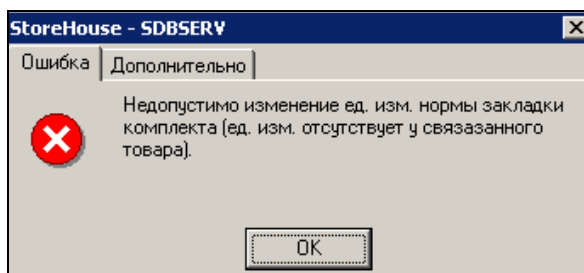 StoreHouse - SDBSERV
Ошибка Дополнительно
Недопустимо изменение ед. изм. нормы закладки
комплекта (ед. изм. отсутствует у связазанного
товара).
OK